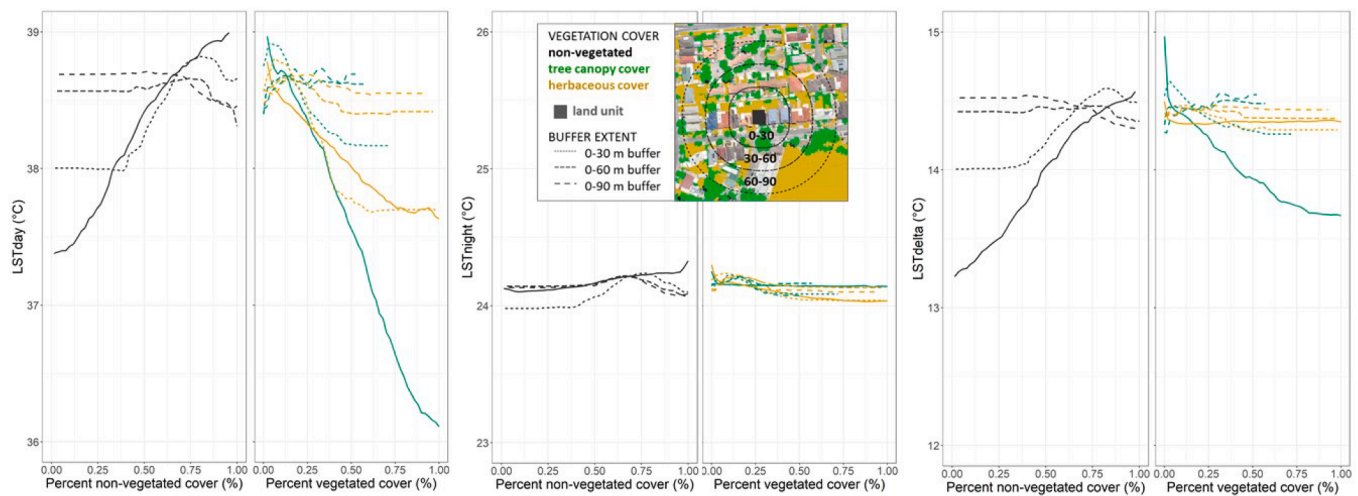 39
38
37
36
LSTday (°C)
0.00 0.25 0.50 0.75 1.00
Percent non-vegetated cover (%)
0.00 0.25 0.50 0.75 1.00
Percent vegetated cover (%)
26
25
24
23
LSTnight (°C)
0.00 0.25 0.50 0.75 1.00
Percent non-vegetated cover (%)
0.00 0.25 0.50 0.75 1.00
Percent vegetated cover (%)
VEGETATION COVER
non-vegetated
tree canopy cover
herbaceous cover
land unit
BUFFER EXTENT
0-30 m buffer
0-60 m buffer
0-90 m buffer
0-30
30-60
60-90
15
14
13
12
LSTdelta (°C)
0.00 0.25 0.50 0.75 1.00
Percent non-vegetated cover (%)
0.00 0.25 0.50 0.75 1.00
Percent vegetated cover (%)